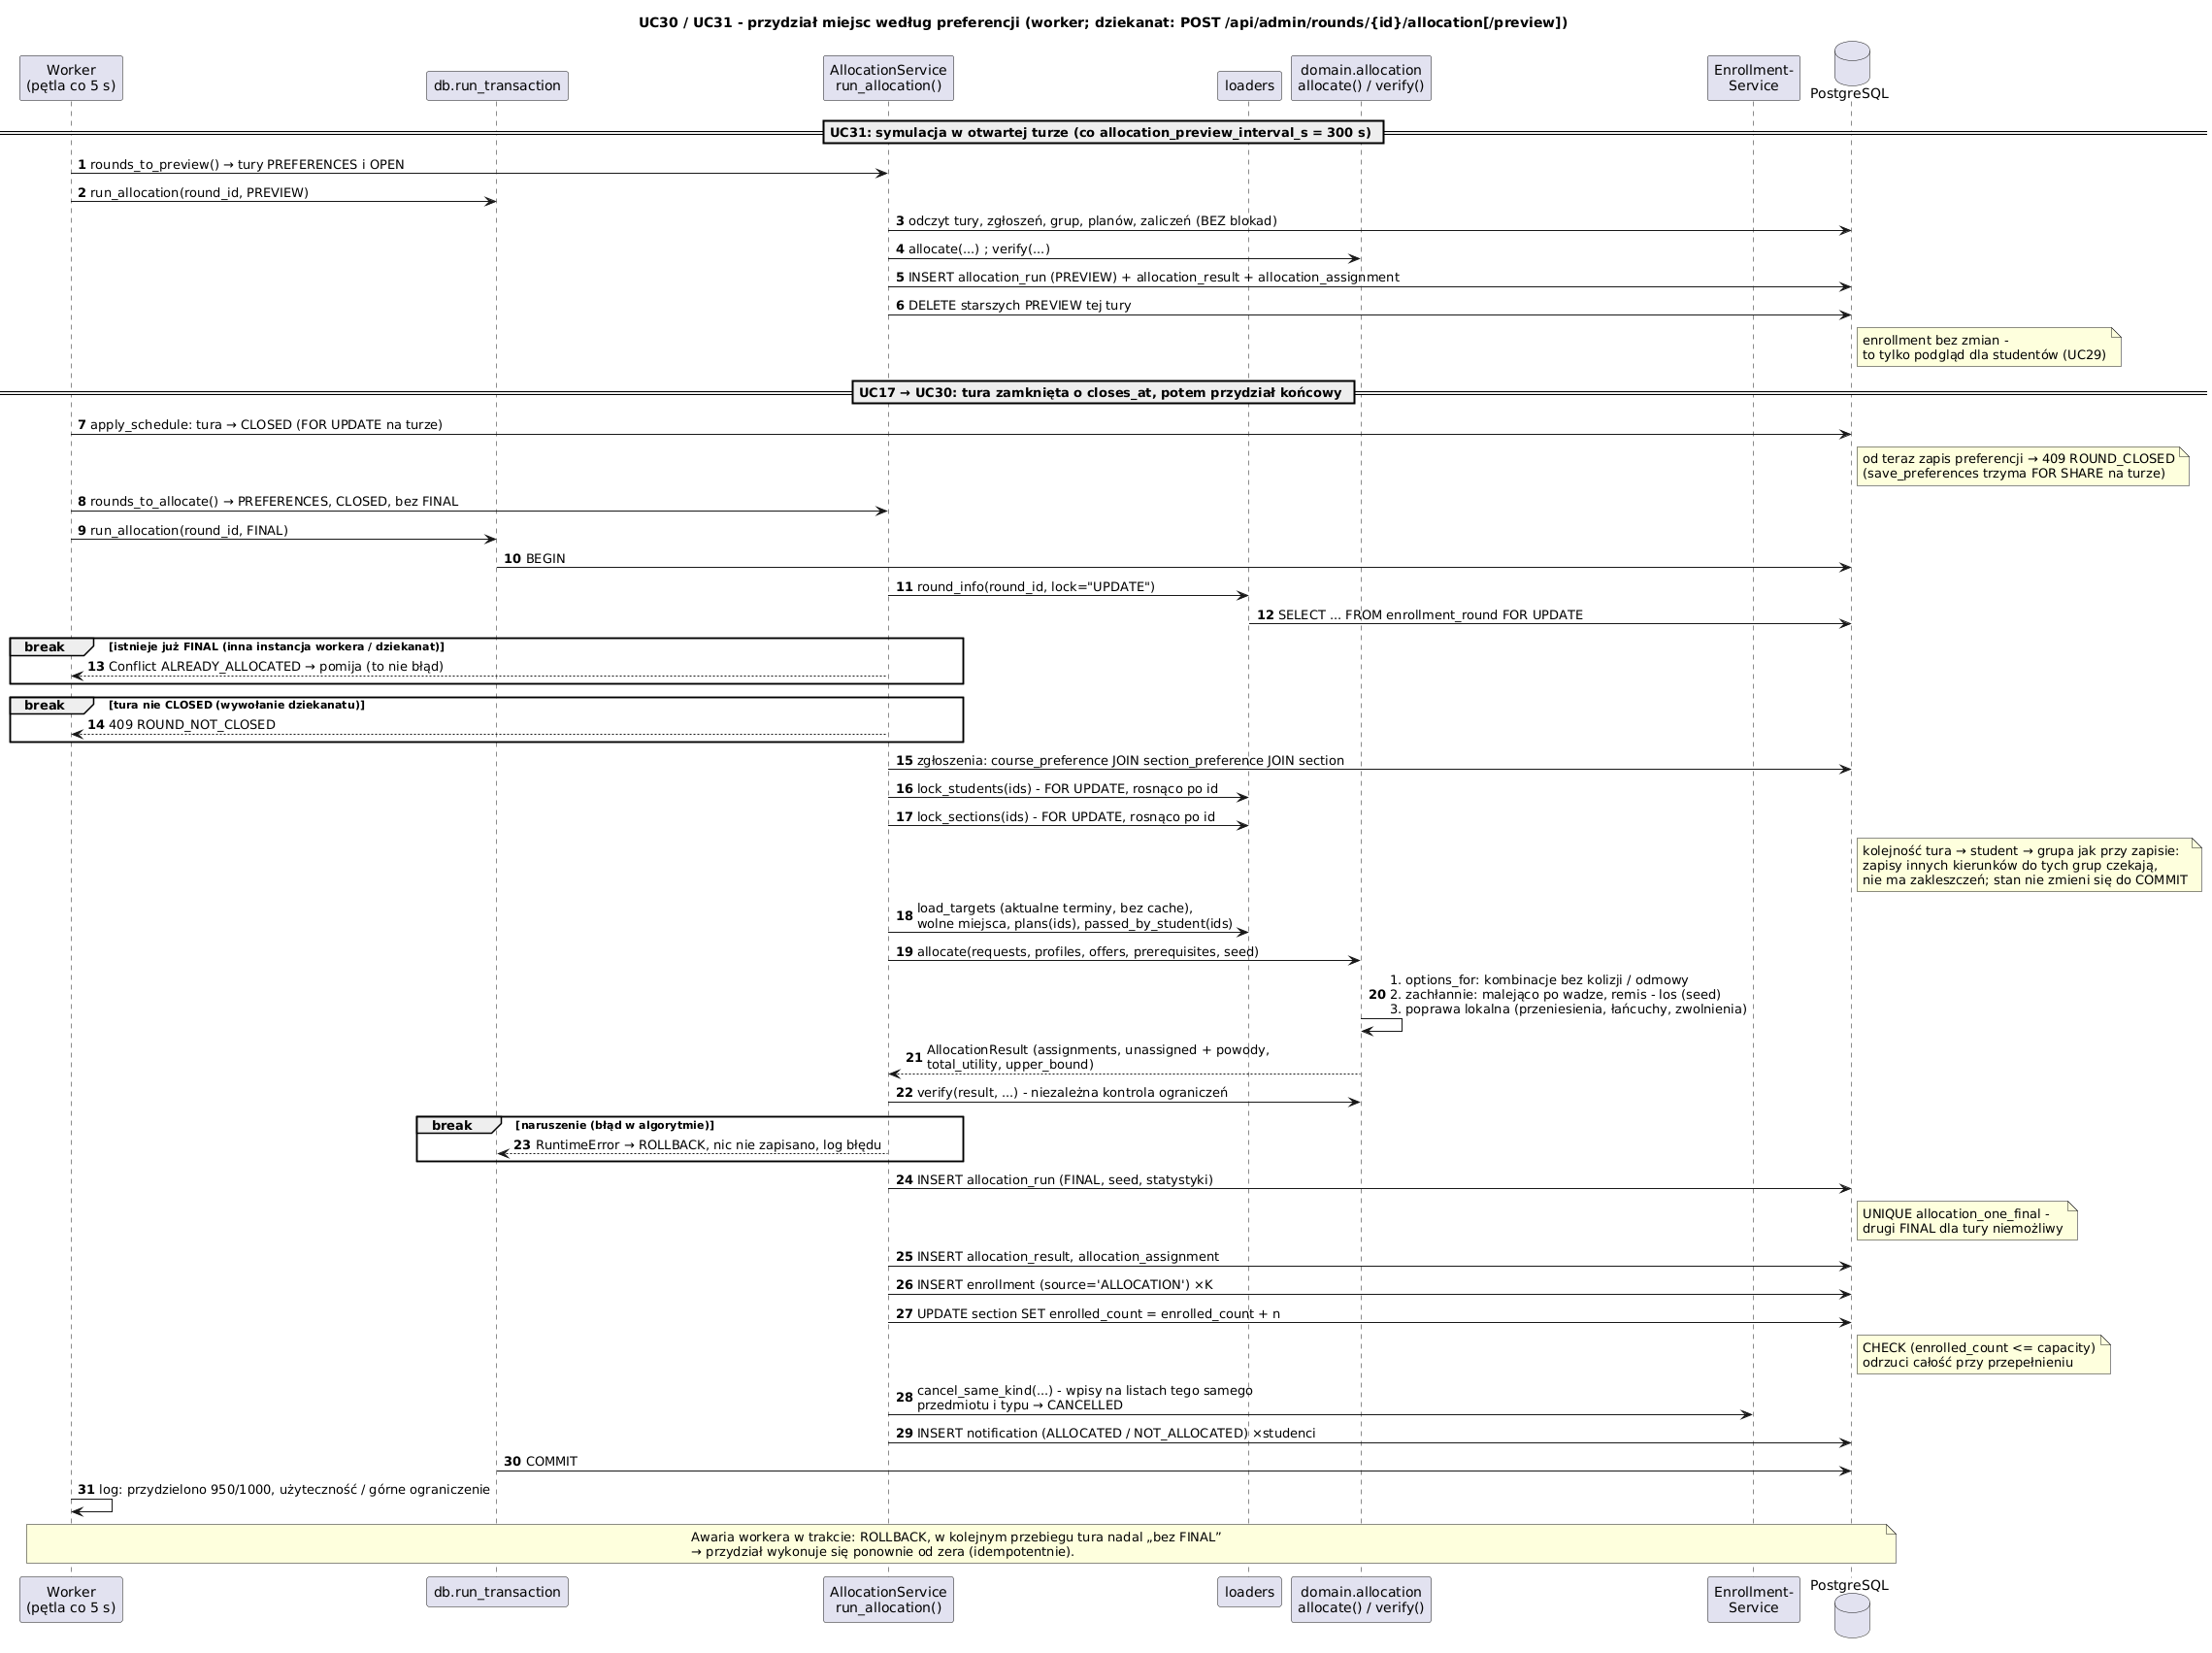 UC30 / UC31 - przydział miejsc według preferencji (worker; dziekanat: POST /api/admin/rounds/{id}/allocation[/preview])
Worker
(pętla co 5 s)
db.run_transaction
AllocationService
run_allocation()
loaders
domain.allocation
allocate() / verify()
Enrollment-
Service
PostgreSQL
UC31: symulacja w otwartej turze (co allocation_preview_interval_s = 300 s)
1 rounds_to_preview() → tury PREFERENCES i OPEN
2 run_allocation(round_id, PREVIEW)
3 odczyt tury, zgłoszeń, grup, planów, zaliczeń (BEZ blokad)
4 allocate(...) ; verify(...)
5 INSERT allocation_run (PREVIEW) + allocation_result + allocation_assignment
6 DELETE starszych PREVIEW tej tury
enrollment bez zmian -
to tylko podgląd dla studentów (UC29)
UC17 → UC30: tura zamknięta o closes_at, potem przydział końcowy
7 apply_schedule: tura → CLOSED (FOR UPDATE na turze)
od teraz zapis preferencji → 409 ROUND_CLOSED
(save_preferences trzyma FOR SHARE na turze)
8 rounds_to_allocate() → PREFERENCES, CLOSED, bez FINAL
9 run_allocation(round_id, FINAL)
10 BEGIN
11 round_info(round_id, lock="UPDATE")
12 SELECT ... FROM enrollment_round FOR UPDATE
break [istnieje już FINAL (inna instancja workera / dziekanat)]
13 Conflict ALREADY_ALLOCATED → pomija (to nie błąd)
break [tura nie CLOSED (wywołanie dziekanatu)]
14 409 ROUND_NOT_CLOSED
15 zgłoszenia: course_preference JOIN section_preference JOIN section
16 lock_students(ids) - FOR UPDATE, rosnąco po id
17 lock_sections(ids) - FOR UPDATE, rosnąco po id
kolejność tura → student → grupa jak przy zapisie:
zapisy innych kierunków do tych grup czekają,
nie ma zakleszczeń; stan nie zmieni się do COMMIT
18 load_targets (aktualne terminy, bez cache),
wolne miejsca, plans(ids), passed_by_student(ids)
19 allocate(requests, profiles, offers, prerequisites, seed)
1. options_for: kombinacje bez kolizji / odmowy
20 2. zachłannie: malejąco po wadze, remis - los (seed)
3. poprawa lokalna (przeniesienia, łańcuchy, zwolnienia)
21 AllocationResult (assignments, unassigned + powody,
total_utility, upper_bound)
22 verify(result, ...) - niezależna kontrola ograniczeń
break [naruszenie (błąd w algorytmie)]
23 RuntimeError → ROLLBACK, nic nie zapisano, log błędu
24 INSERT allocation_run (FINAL, seed, statystyki)
UNIQUE allocation_one_final -
drugi FINAL dla tury niemożliwy
25 INSERT allocation_result, allocation_assignment
26 INSERT enrollment (source='ALLOCATION') ×K
27 UPDATE section SET enrolled_count = enrolled_count + n
CHECK (enrolled_count <= capacity)
odrzuci całość przy przepełnieniu
28 cancel_same_kind(...) - wpisy na listach tego samego
przedmiotu i typu → CANCELLED
29 INSERT notification (ALLOCATED / NOT_ALLOCATED) ×studenci
30 COMMIT
31 log: przydzielono 950/1000, użyteczność / górne ograniczenie
Awaria workera w trakcie: ROLLBACK, w kolejnym przebiegu tura nadal „bez FINAL”
→ przydział wykonuje się ponownie od zera (idempotentnie).
Worker
(pętla co 5 s)
db.run_transaction
AllocationService
run_allocation()
loaders
domain.allocation
allocate() / verify()
Enrollment-
Service
PostgreSQL